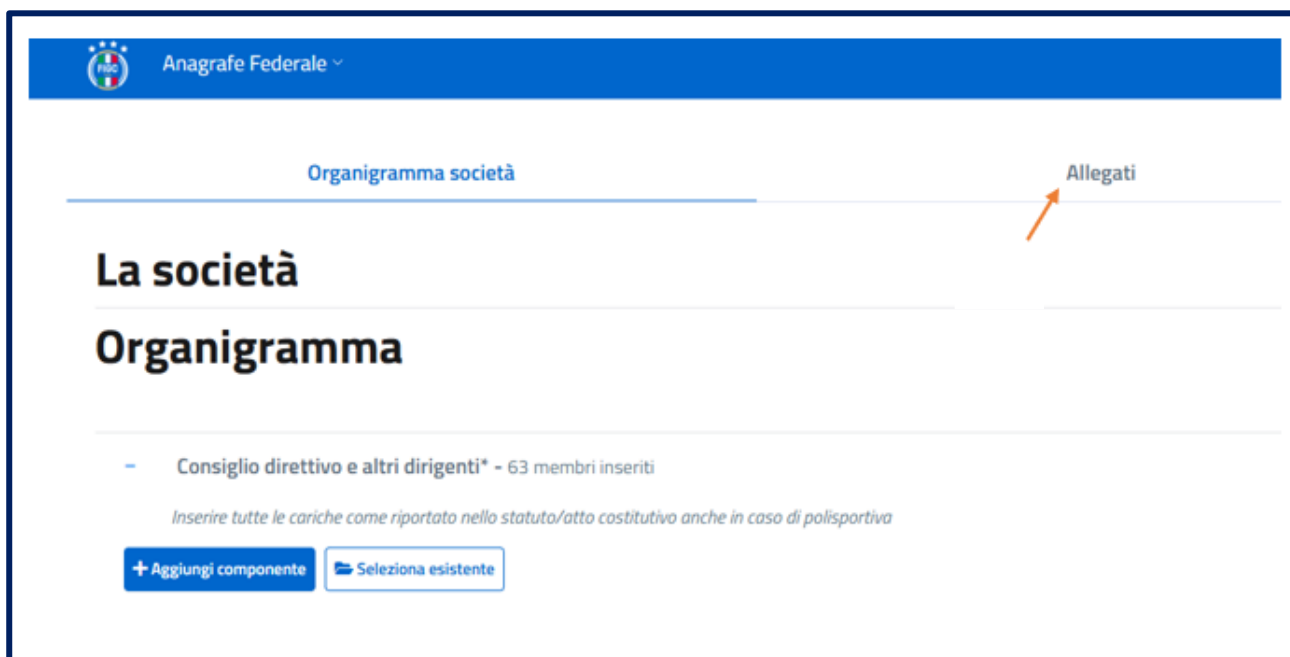 FIGC
Anagrafe Federale
Organigramma società
Allegati
La società
Organigramma
- Consiglio direttivo e altri dirigenti* - 63 membri inseriti
Inserire tutte le cariche come riportato nello statuto/atto costitutivo anche in caso di polisportiva
+ Aggiungi componente
Seleziona esistente